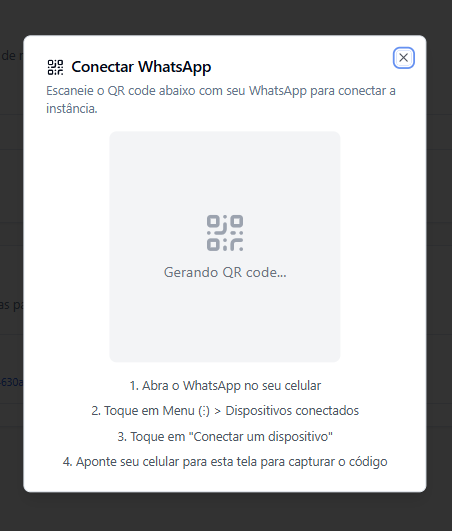 Conectar WhatsApp
Escaneie o QR code abaixo com seu WhatsApp para conectar a
instância.
de
Gerando QR code...
as pa
630a
1. Abra o WhatsApp no seu celular
2. Toque em Menu (⋮) > Dispositivos conectados
3. Toque em "Conectar um dispositivo"
4. Aponte seu celular para esta tela para capturar o código